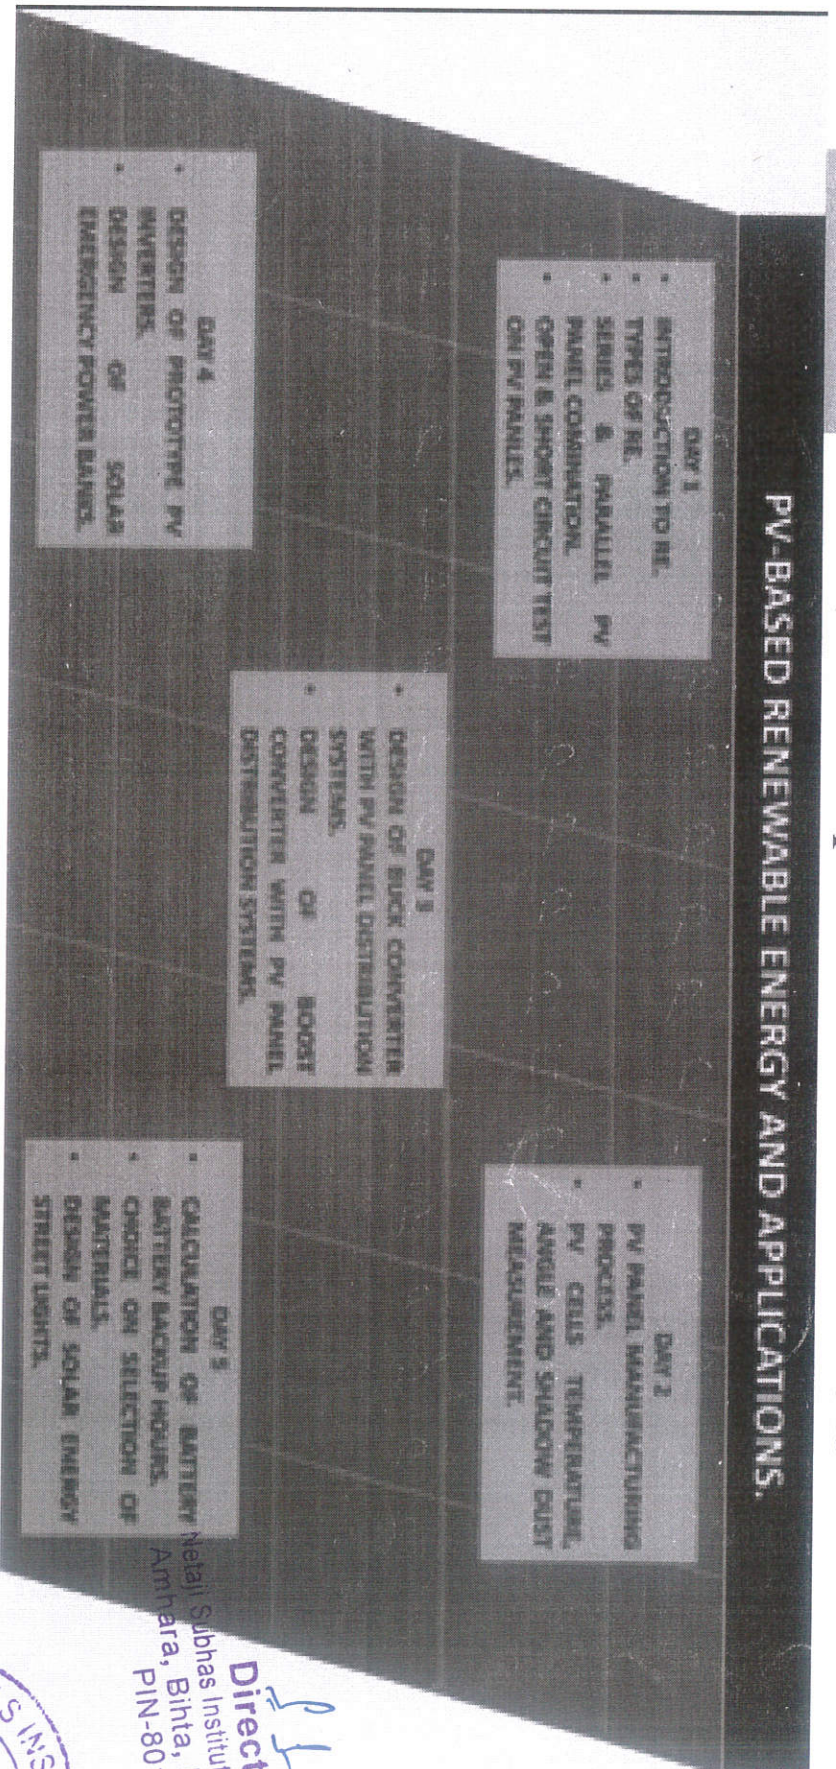 PV-BASED RENEWABLE ENERGY AND APPLICATIONS.
DAY 1
• INTRODUCTION TO RE.
• TYPES OF RE.
• SERIES & PARALLEL PV
PANEL COMINATION.
• OPEN & SHORT CIRCUIT TEST
ON PV PANLES.
DAY 2
• PV PANEL MANUFACTURING
PROCESS.
• PV CELLS TEMPERATURE,
ANGLE AND SHADOW DUST
MEASUREMENT.
DAY 3
• DESIGN OF BUCK CONVERTER
WITH PV PANEL DISTRIBUTION
SYSTEMS.
• DESIGN OF BOOST
CONVERTER WITH PV PANEL
DISTRIBUTION SYSTEMS.
DAY 4
• DESIGN OF PROTOTYPE PV
INVERTERS.
• DESIGN OF SOLAR
EMERGENCY POWER BANKS.
DAY 5
• CALCULATION OF BATTERY
BATTERY BACKUP HOURS.
• CHOICE ON SELECTION OF
MATERIALS.
• DESIGN OF SOLAR ENERGY
STREET LIGHTS.
Direct
Netaji Subhas Institut
Amhara, Bihta,
PIN-80
S INS